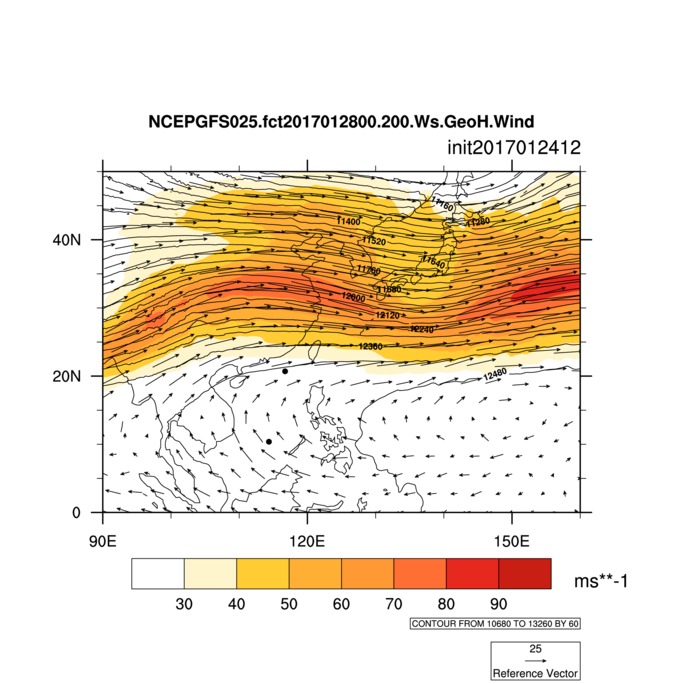 NCEPGFS025.fct2017012800.200.Ws.GeoH.Wind
init2017012412
11160
11280
11400
11520
11640
11760
11880
12000
12120
12240
12360
12480
40N
20N
0
90E 120E 150E
30 40 50 60 70 80 90
ms**-1
CONTOUR FROM 10680 TO 13260 BY 60
25
Reference Vector